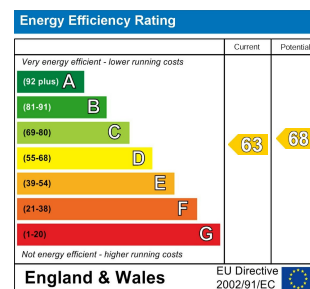 Energy Efficiency Rating
Current Potential
Very energy efficient - lower running costs
(92 plus) A
(81-91) B
(69-80) C
(55-68) D
(39-54) E
(21-38) F
(1-20) G
63
68
Not energy efficient - higher running costs
England & Wales
EU Directive
2002/91/EC